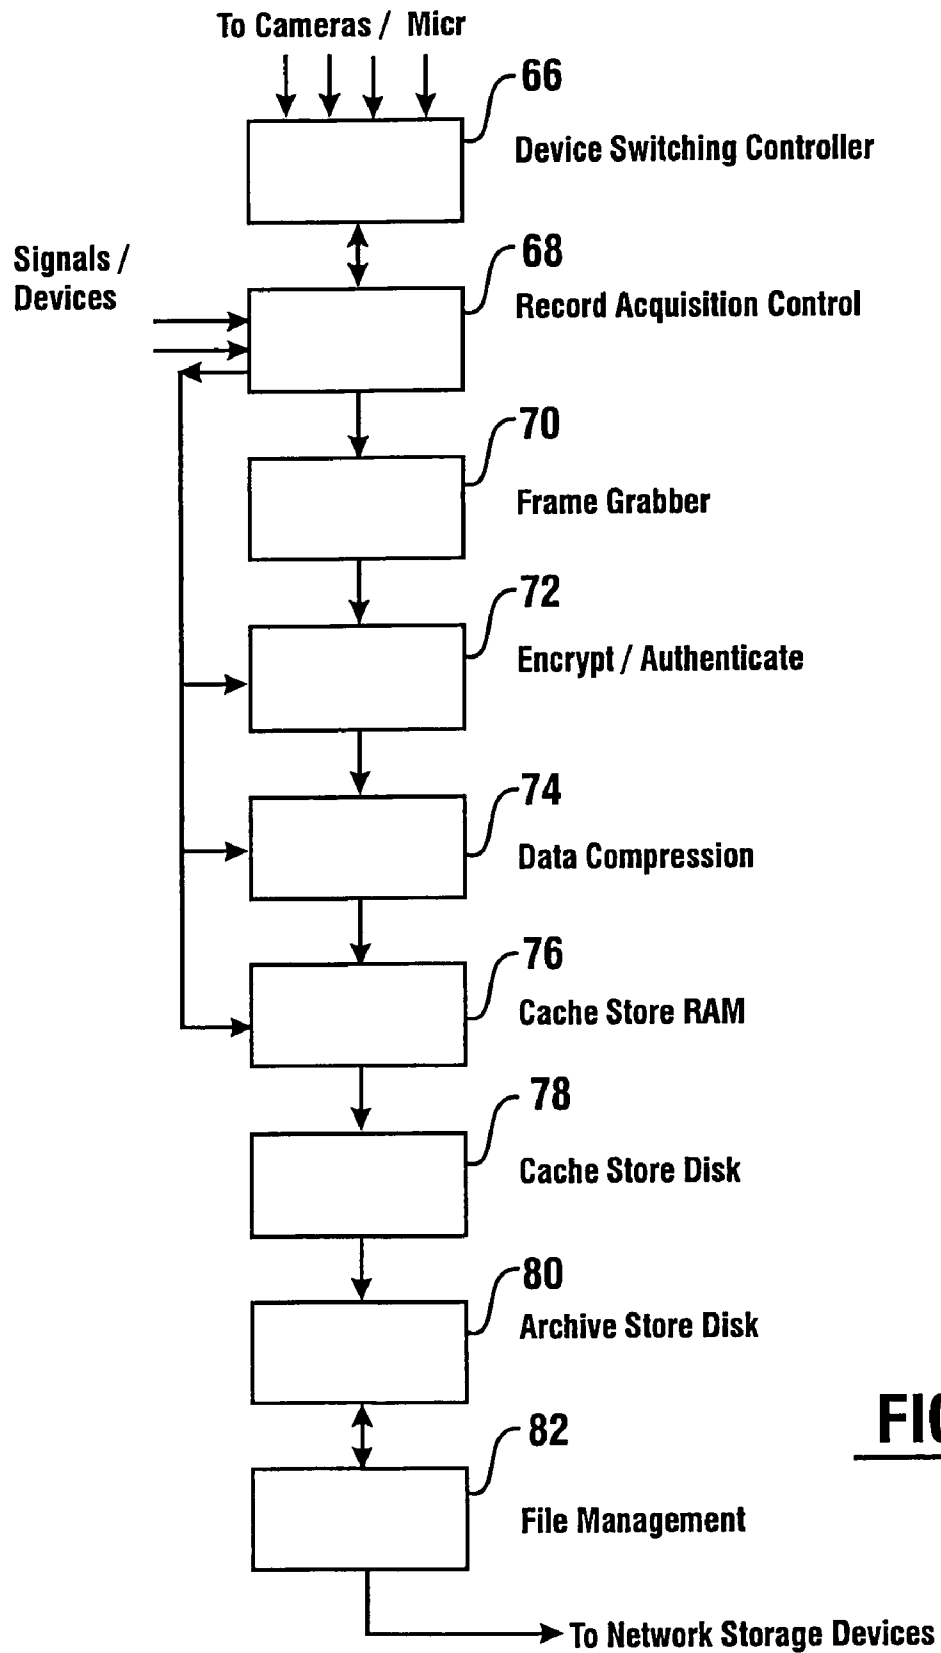 To Cameras / Micr
66
Device Switching Controller
Signals /
Devices
68
Record Acquisition Control
70
Frame Grabber
72
Encrypt / Authenticate
74
Data Compression
76
Cache Store RAM
78
Cache Store Disk
80
Archive Store Disk
82
File Management
To Network Storage Devices